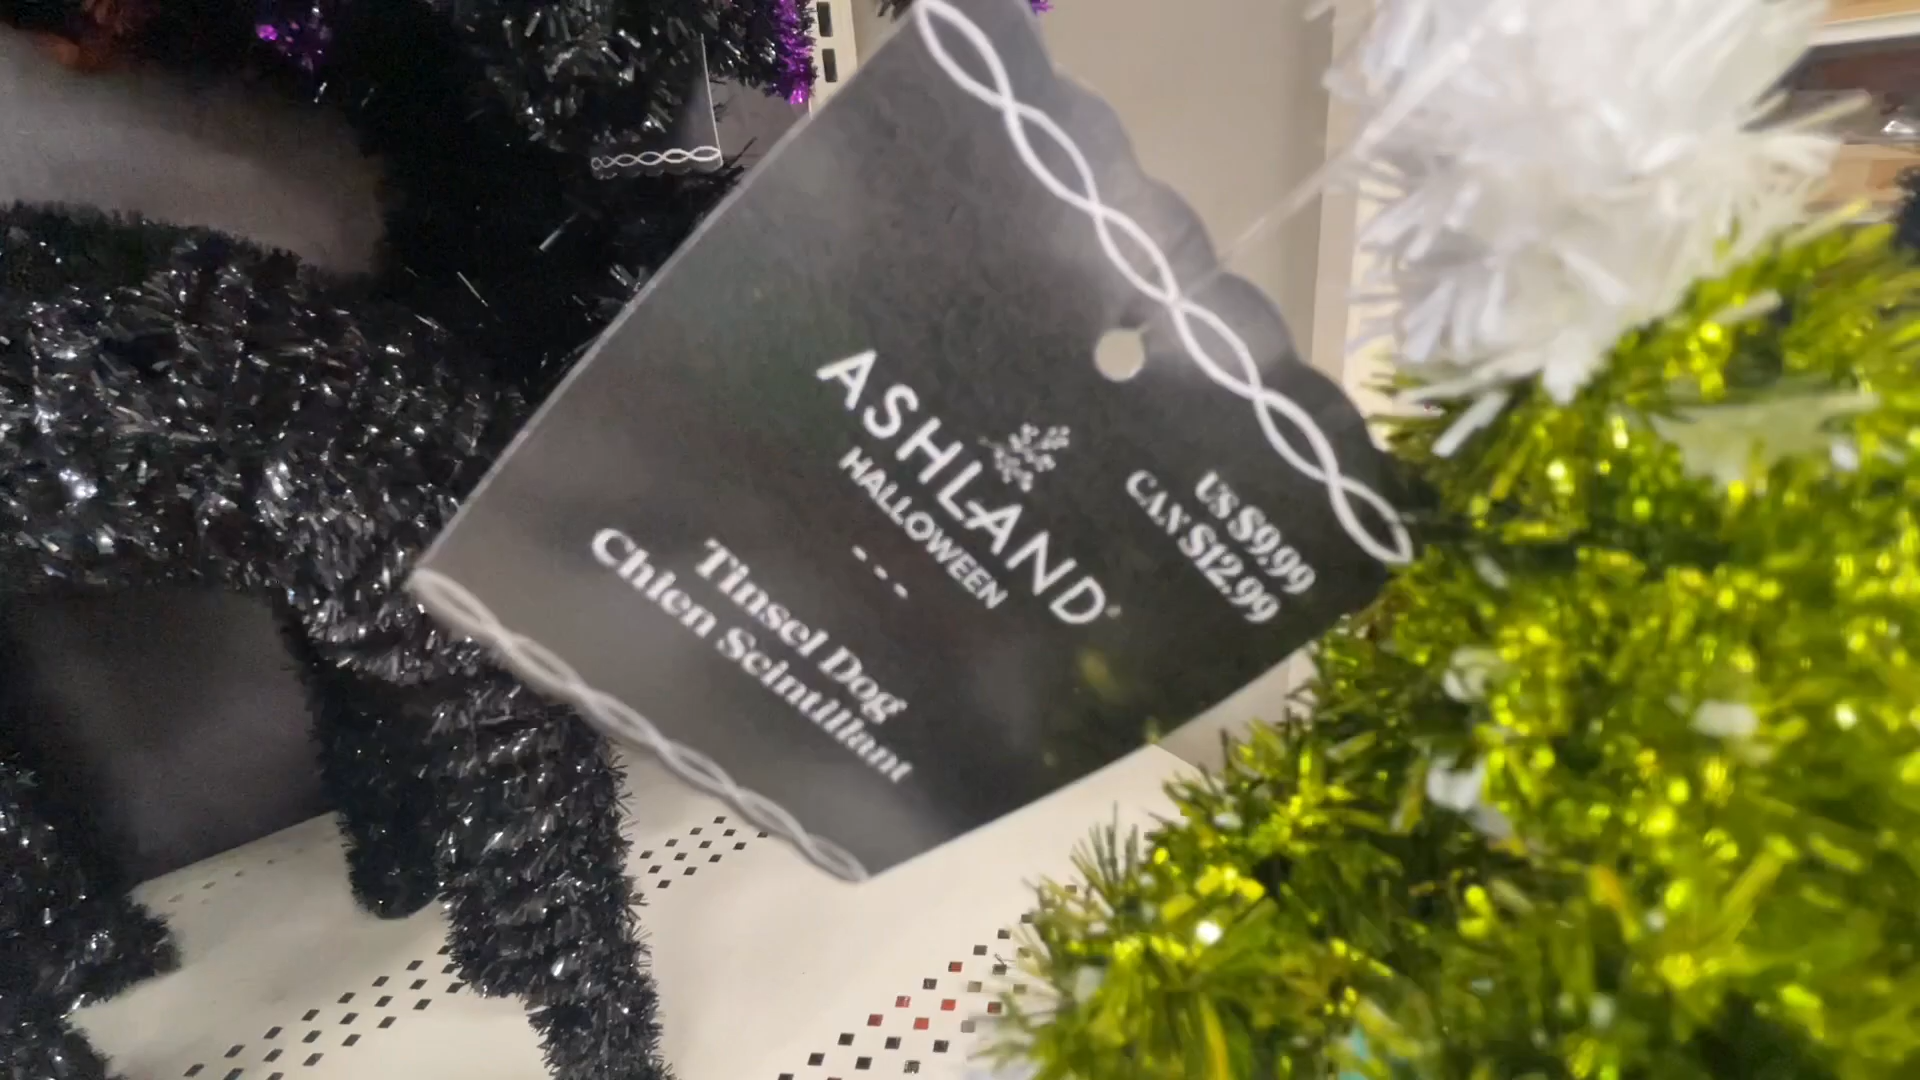 US $9.99
CAN $12.99
ASHLAND
HALLOWEEN
---
Tinsel Dog
Chien Scintillant